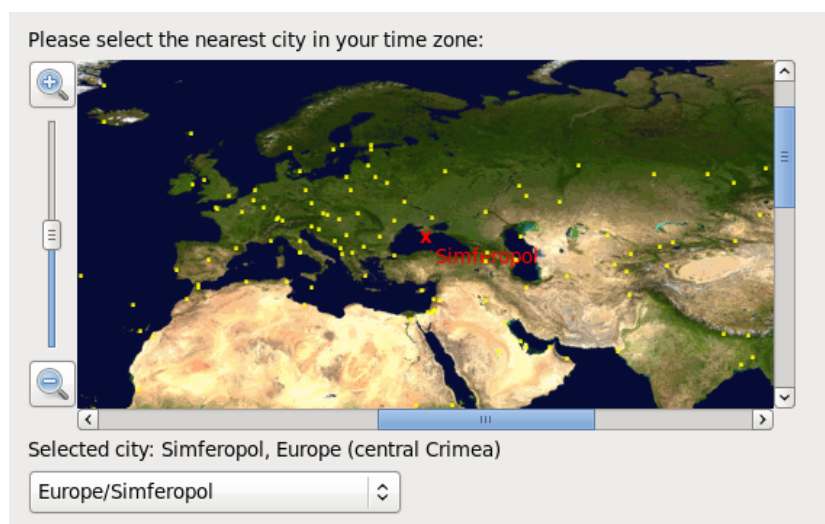 Please select the nearest city in your time zone:
Simferopol
Selected city: Simferopol, Europe (central Crimea)
Europe/Simferopol